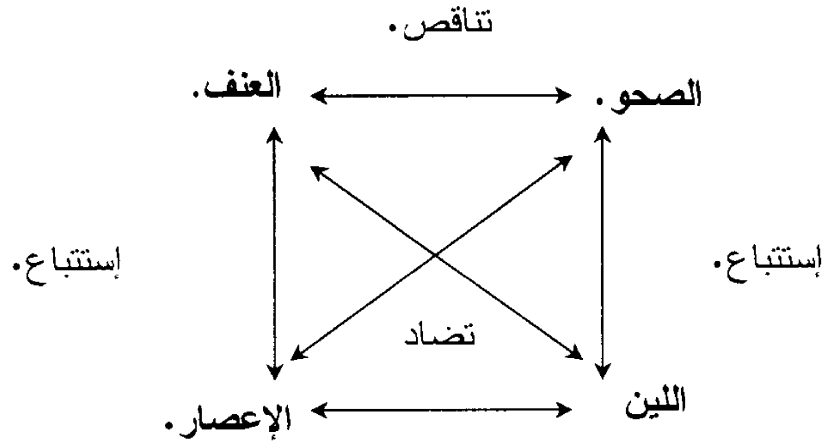 تناقص.
الصحو.
العنف.
إستتباع.
إستتباع.
تضاد
اللين
الإعصار.